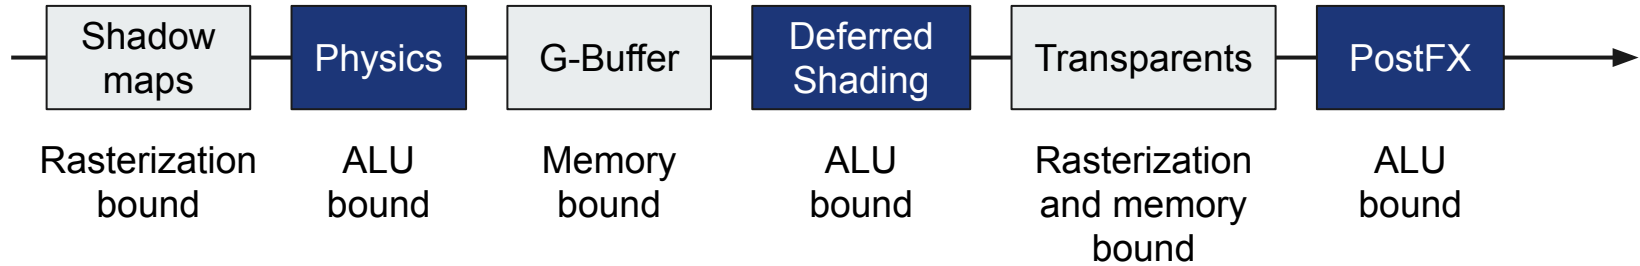 Shadow
maps
Physics
G-Buffer
Deferred
Shading
Transparents
PostFX
Rasterization
bound
ALU
bound
Memory
bound
ALU
bound
Rasterization
and memory
bound
ALU
bound